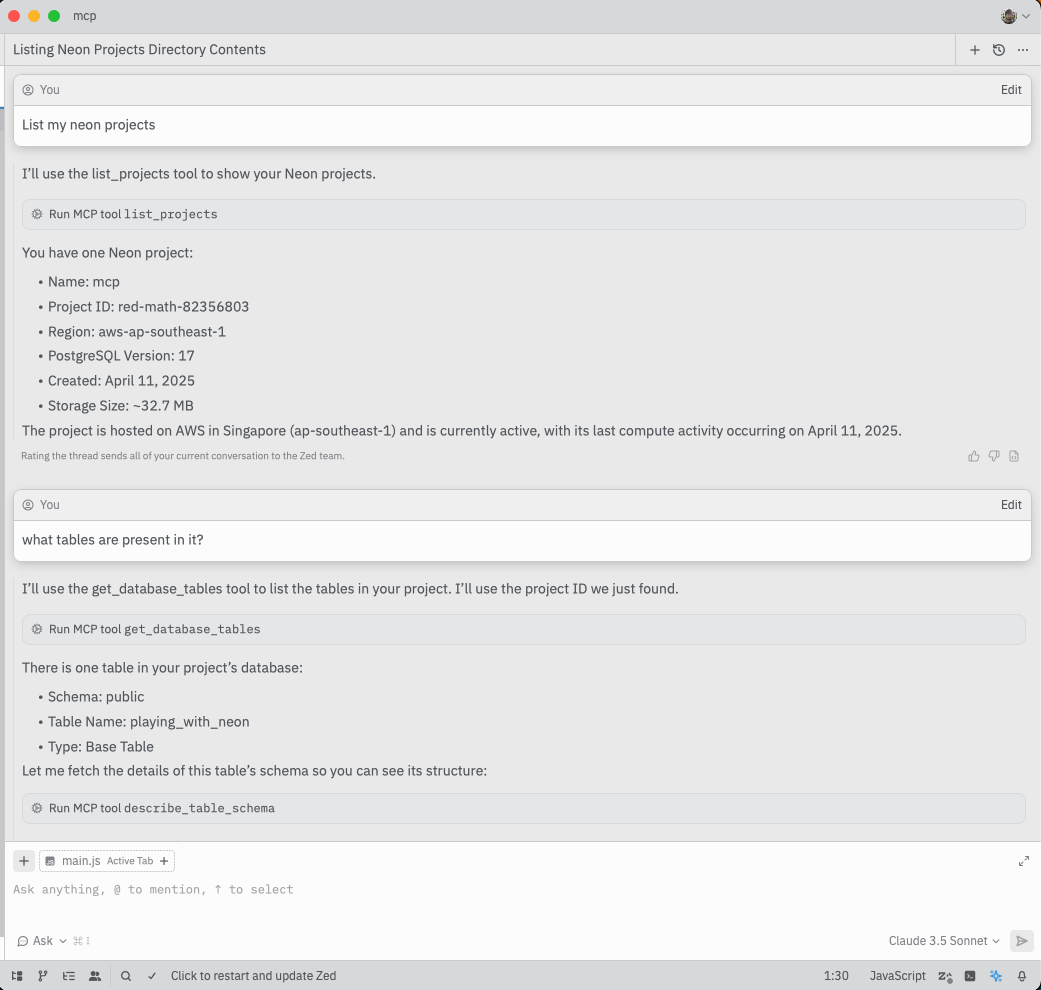 mcp
Listing Neon Projects Directory Contents
You
Edit
List my neon projects
I’ll use the list_projects tool to show your Neon projects.
Run MCP tool list_projects
You have one Neon project:
• Name: mcp
• Project ID: red-math-82356803
• Region: aws-ap-southeast-1
• PostgreSQL Version: 17
• Created: April 11, 2025
• Storage Size: ~32.7 MB
The project is hosted on AWS in Singapore (ap-southeast-1) and is currently active, with its last compute activity occurring on April 11, 2025.
Rating the thread sends all of your current conversation to the Zed team.
You
Edit
what tables are present in it?
I’ll use the get_database_tables tool to list the tables in your project. I’ll use the project ID we just found.
Run MCP tool get_database_tables
There is one table in your project’s database:
• Schema: public
• Table Name: playing_with_neon
• Type: Base Table
Let me fetch the details of this table’s schema so you can see its structure:
Run MCP tool describe_table_schema
+ JS main.js Active Tab +
Ask anything, @ to mention, ↑ to select
Ask ⌘I
Claude 3.5 Sonnet
Click to restart and update Zed
1:30
JavaScript